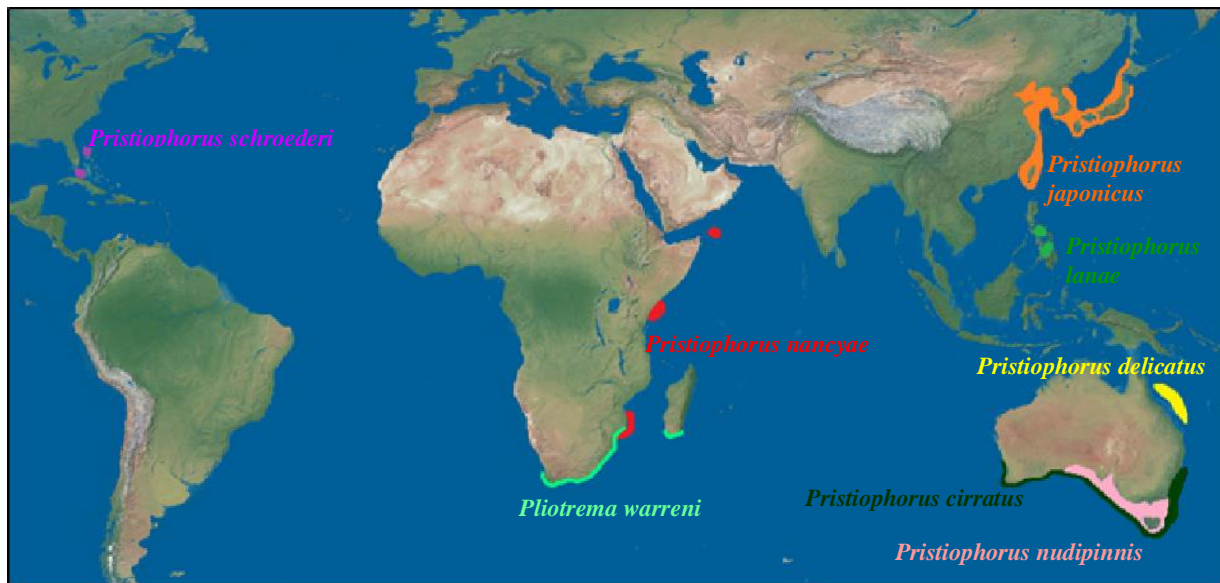 Pristiophorus schroederi
Pristiophorus
japonicus
Pristiophorus
lanae
Pristiophorus nancyae
Pristiophorus delicatus
Pliotrema warreni
Pristiophorus cirratus
Pristiophorus nudipinnis